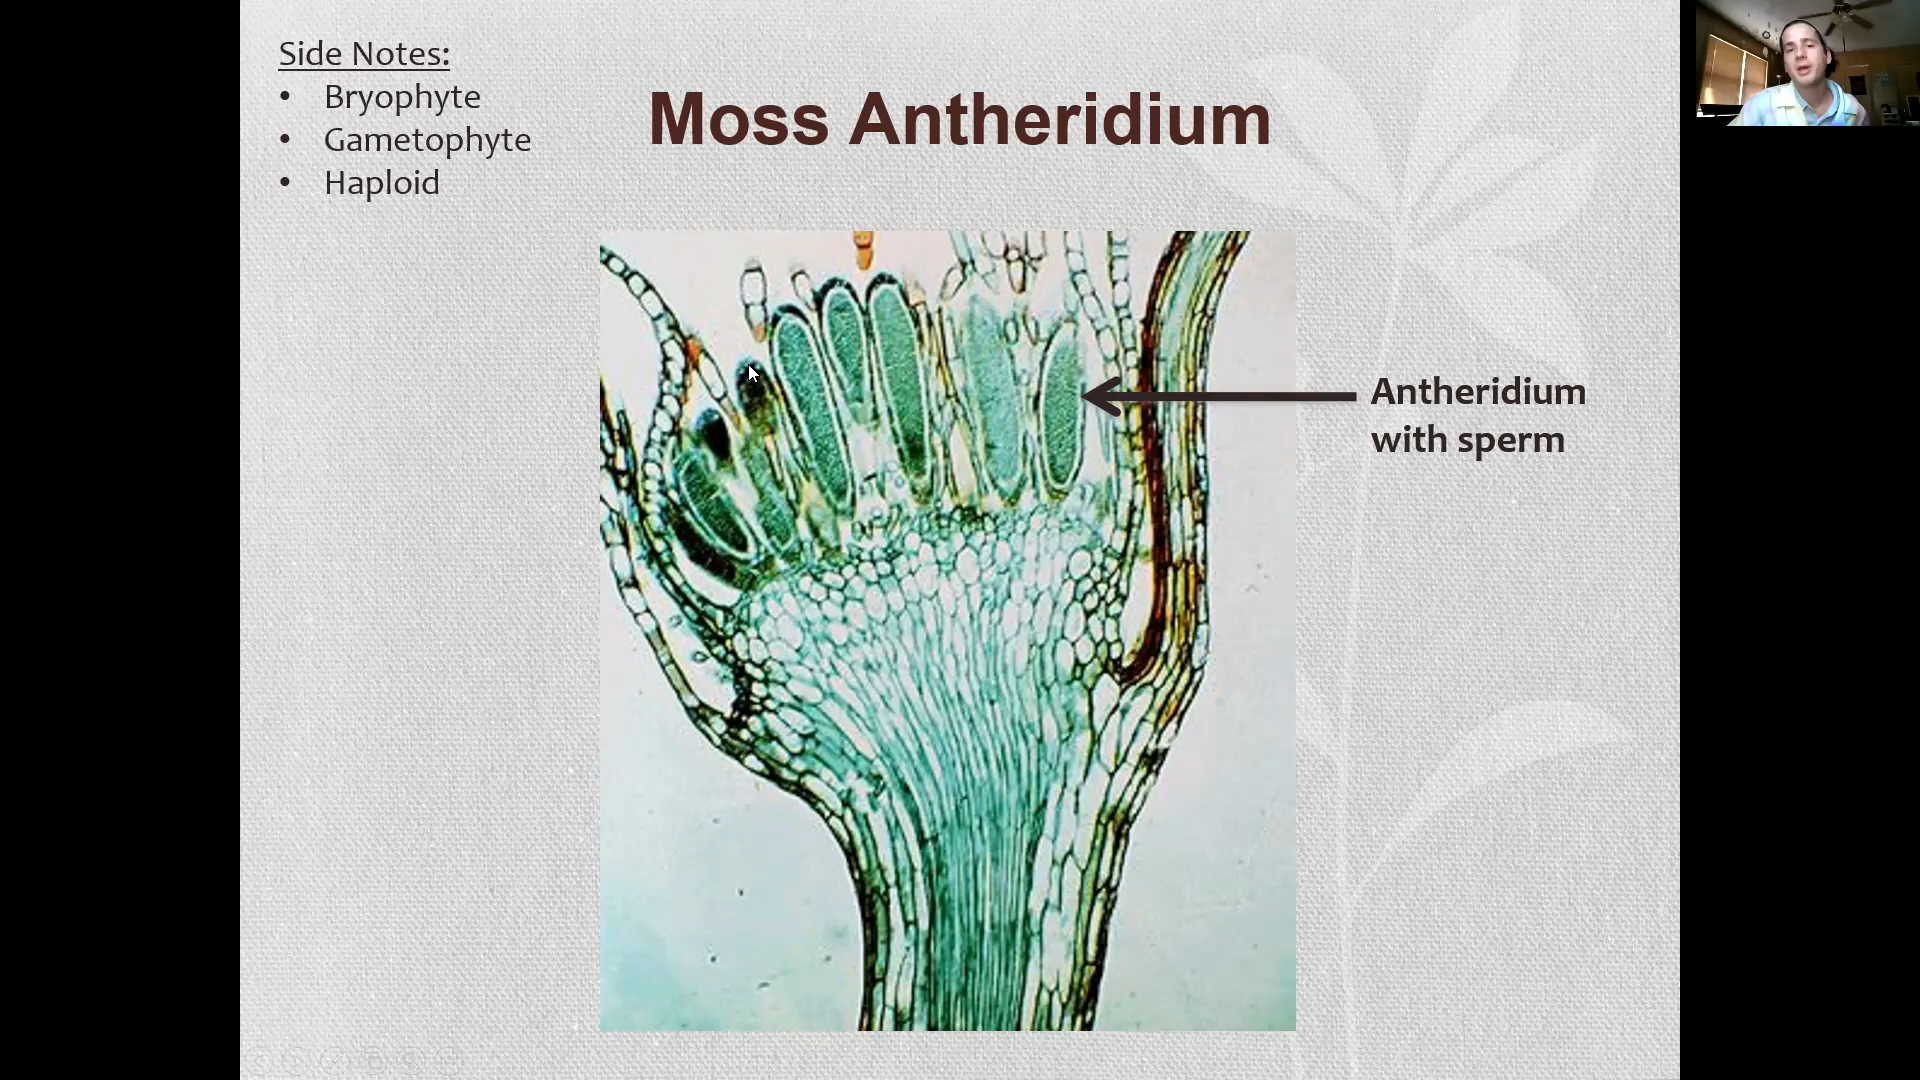 Side Notes:
• Bryophyte
• Gametophyte
• Haploid
Moss Antheridium
Antheridium
with sperm